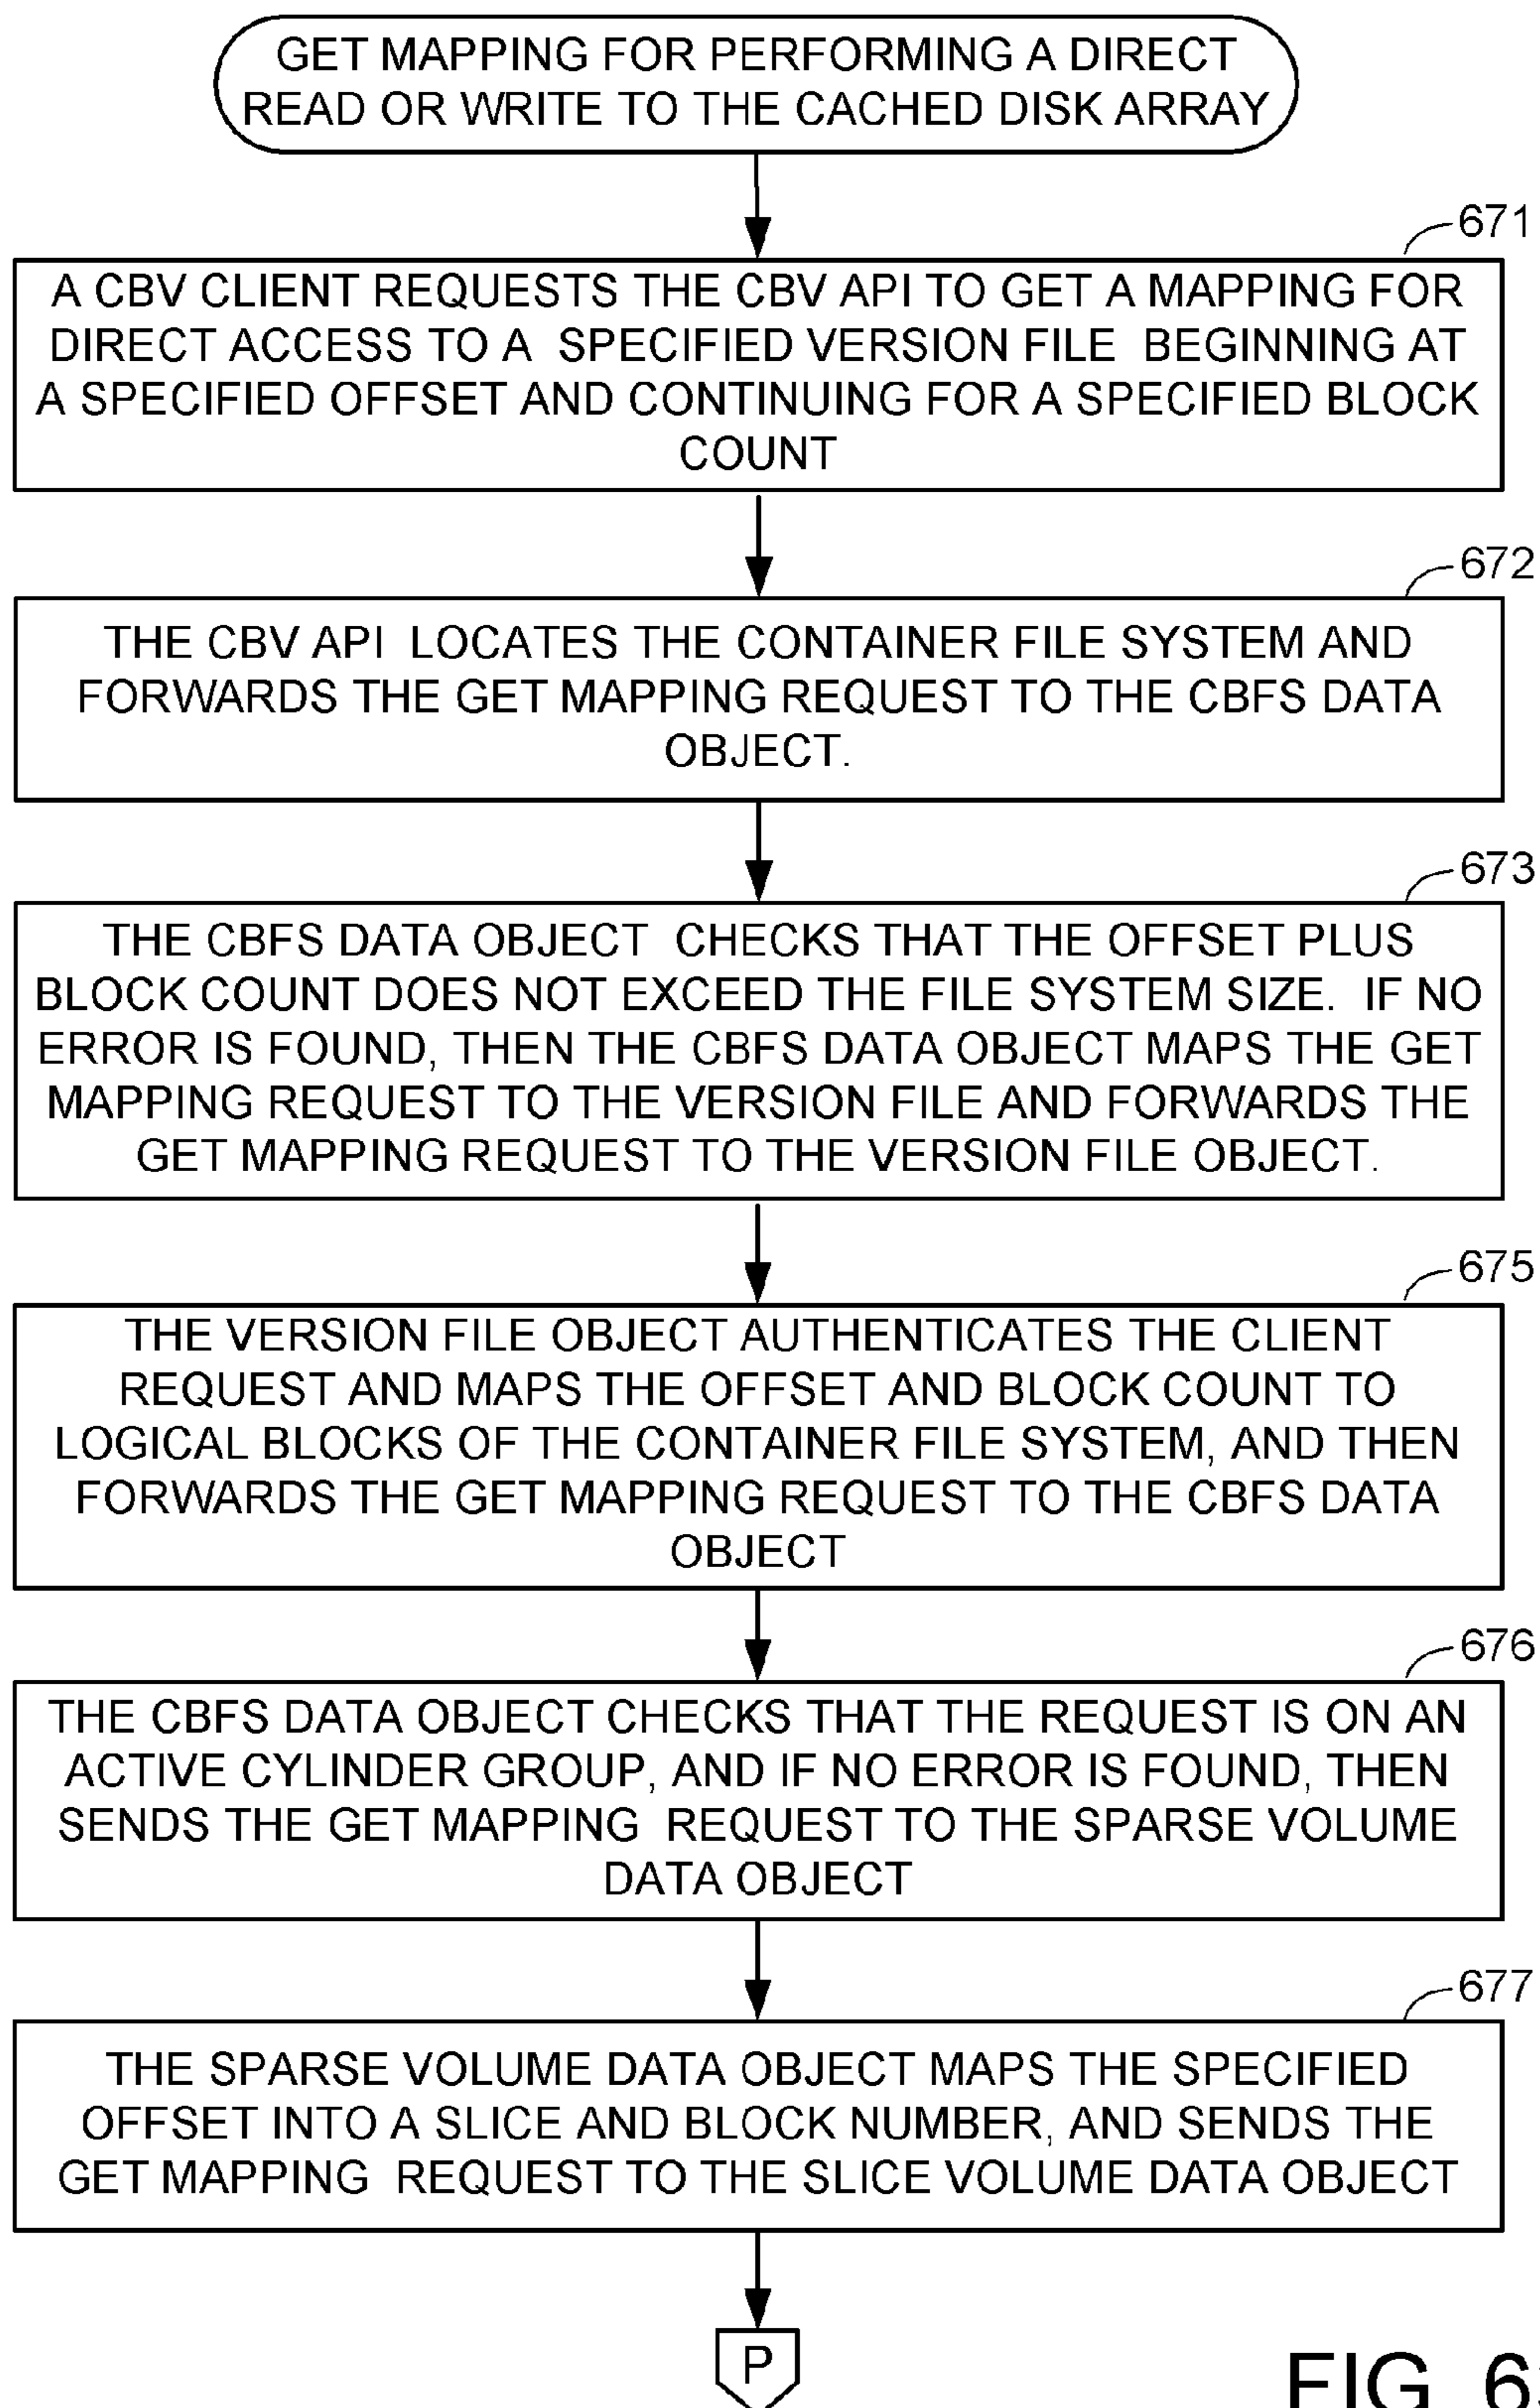 GET MAPPING FOR PERFORMING A DIRECT
READ OR WRITE TO THE CACHED DISK ARRAY
671
A CBV CLIENT REQUESTS THE CBV API TO GET A MAPPING FOR
DIRECT ACCESS TO A SPECIFIED VERSION FILE BEGINNING AT
A SPECIFIED OFFSET AND CONTINUING FOR A SPECIFIED BLOCK
COUNT
672
THE CBV API LOCATES THE CONTAINER FILE SYSTEM AND
FORWARDS THE GET MAPPING REQUEST TO THE CBFS DATA
OBJECT.
673
THE CBFS DATA OBJECT CHECKS THAT THE OFFSET PLUS
BLOCK COUNT DOES NOT EXCEED THE FILE SYSTEM SIZE. IF NO
ERROR IS FOUND, THEN THE CBFS DATA OBJECT MAPS THE GET
MAPPING REQUEST TO THE VERSION FILE AND FORWARDS THE
GET MAPPING REQUEST TO THE VERSION FILE OBJECT.
675
THE VERSION FILE OBJECT AUTHENTICATES THE CLIENT
REQUEST AND MAPS THE OFFSET AND BLOCK COUNT TO
LOGICAL BLOCKS OF THE CONTAINER FILE SYSTEM, AND THEN
FORWARDS THE GET MAPPING REQUEST TO THE CBFS DATA
OBJECT
676
THE CBFS DATA OBJECT CHECKS THAT THE REQUEST IS ON AN
ACTIVE CYLINDER GROUP, AND IF NO ERROR IS FOUND, THEN
SENDS THE GET MAPPING REQUEST TO THE SPARSE VOLUME
DATA OBJECT
677
THE SPARSE VOLUME DATA OBJECT MAPS THE SPECIFIED
OFFSET INTO A SLICE AND BLOCK NUMBER, AND SENDS THE
GET MAPPING REQUEST TO THE SLICE VOLUME DATA OBJECT
P
FIG. 6